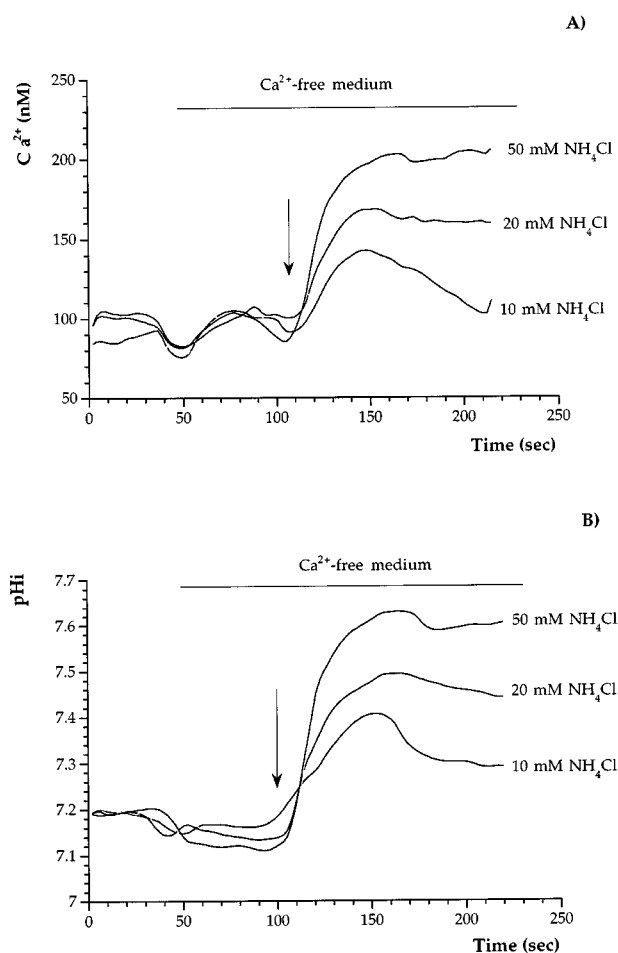 A)
Ca²⁺-free medium
Ca²⁺ (nM)
250
200
150
100
50
50 mM NH₄Cl
20 mM NH₄Cl
10 mM NH₄Cl
0 50 100 150 200 250
Time (sec)
B)
Ca²⁺-free medium
pHi
7.7
7.6
7.5
7.4
7.3
7.2
7.1
7
50 mM NH₄Cl
20 mM NH₄Cl
10 mM NH₄Cl
0 50 100 150 200 250
Time (sec)